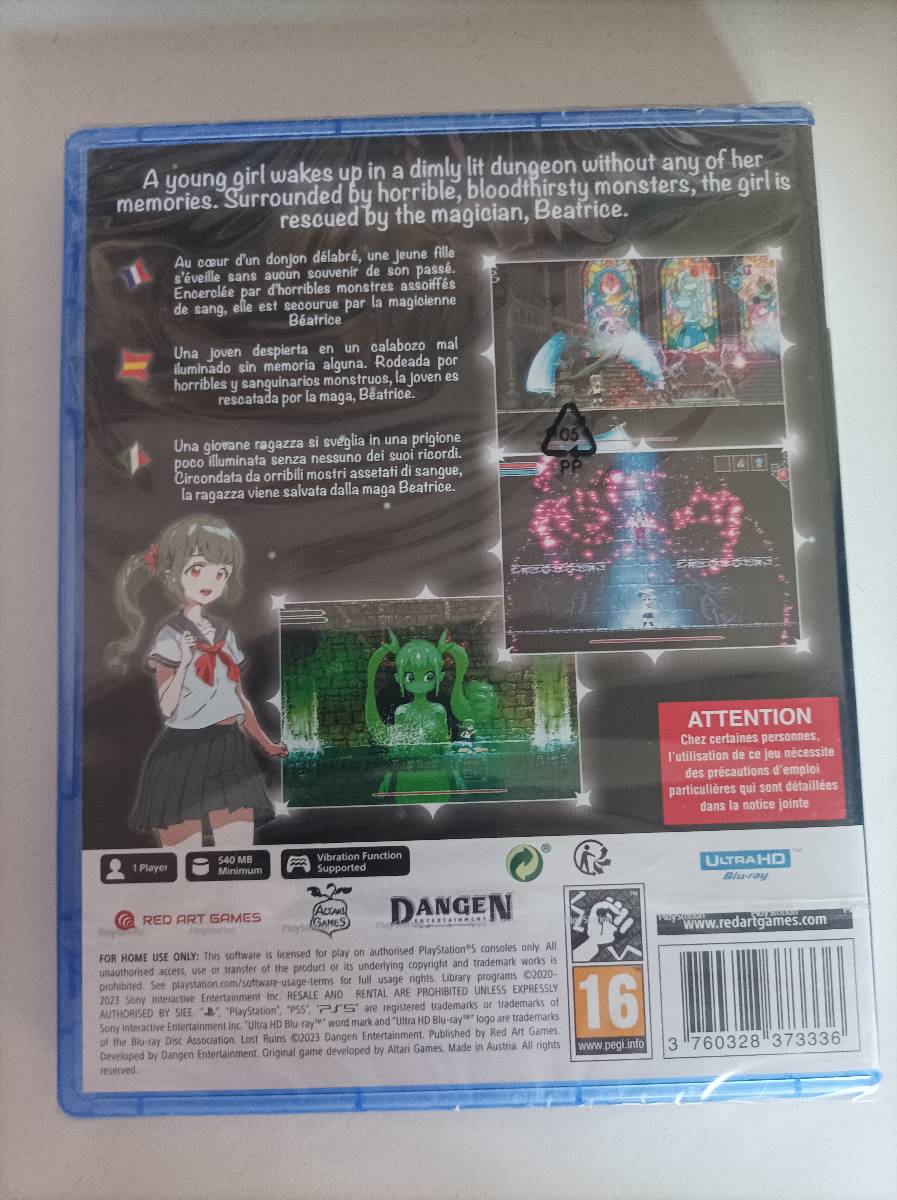 A young girl wakes up in a dimly lit dungeon without any of her
memories. Surrounded by horrible, bloodthirsty monsters, the girl is
rescued by the magician, Beatrice.
Au cœur d'un donjon délabré, une jeune fille
s'éveille sans aucun souvenir de son passé.
Encerclée par d'horribles monstres assoiffés
de sang, elle est secourue par la magicienne
Béatrice
Una joven despierta en un calabozo mal
iluminado sin memoria alguna. Rodeada por
horribles y sanguinarios monstruos, la joven es
rescatada por la maga, Beatrice.
Una giovane ragazza si sveglia in una prigione
poco illuminata senza nessuno dei suoi ricordi.
Circondata da orribili mostri assetati di sangue,
la ragazza viene salvata dalla maga Beatrice.
05
PP
ATTENTION
Chez certaines personnes,
l'utilisation de ce jeu nécessite
des précautions d'emploi
particulières qui sont détaillées
dans la notice jointe
1 Player
540 MB
Minimum
Vibration Function
Supported
®
ULTRA HD™
Blu-ray
RED ART GAMES
ALTARI
GAMES
DANGEN
ENTERTAINMENT
www.redartgames.com
FOR HOME USE ONLY: This software is licensed for play on authorised PlayStation®5 consoles only. All
unauthorised access, use or transfer of the product or its underlying copyright and trademark works is
prohibited. See playstation.com/software-usage-terms for full usage rights. Library programs ©2020-
2023 Sony Interactive Entertainment Inc. RESALE AND RENTAL ARE PROHIBITED UNLESS EXPRESSLY
AUTHORISED BY SIEE. "", "PlayStation", "PS5", "PS5" are registered trademarks or trademarks of
Sony Interactive Entertainment Inc. "Ultra HD Blu-ray™" word mark and "Ultra HD Blu-ray™" logo are trademarks
of the Blu-ray Disc Association. Lost Ruins ©2023 Dangen Entertainment. Published by Red Art Games.
Developed by Dangen Entertainment. Original game developed by Altari Games. Made in Austria. All rights
reserved.
16
www.pegi.info
3 760328 373336